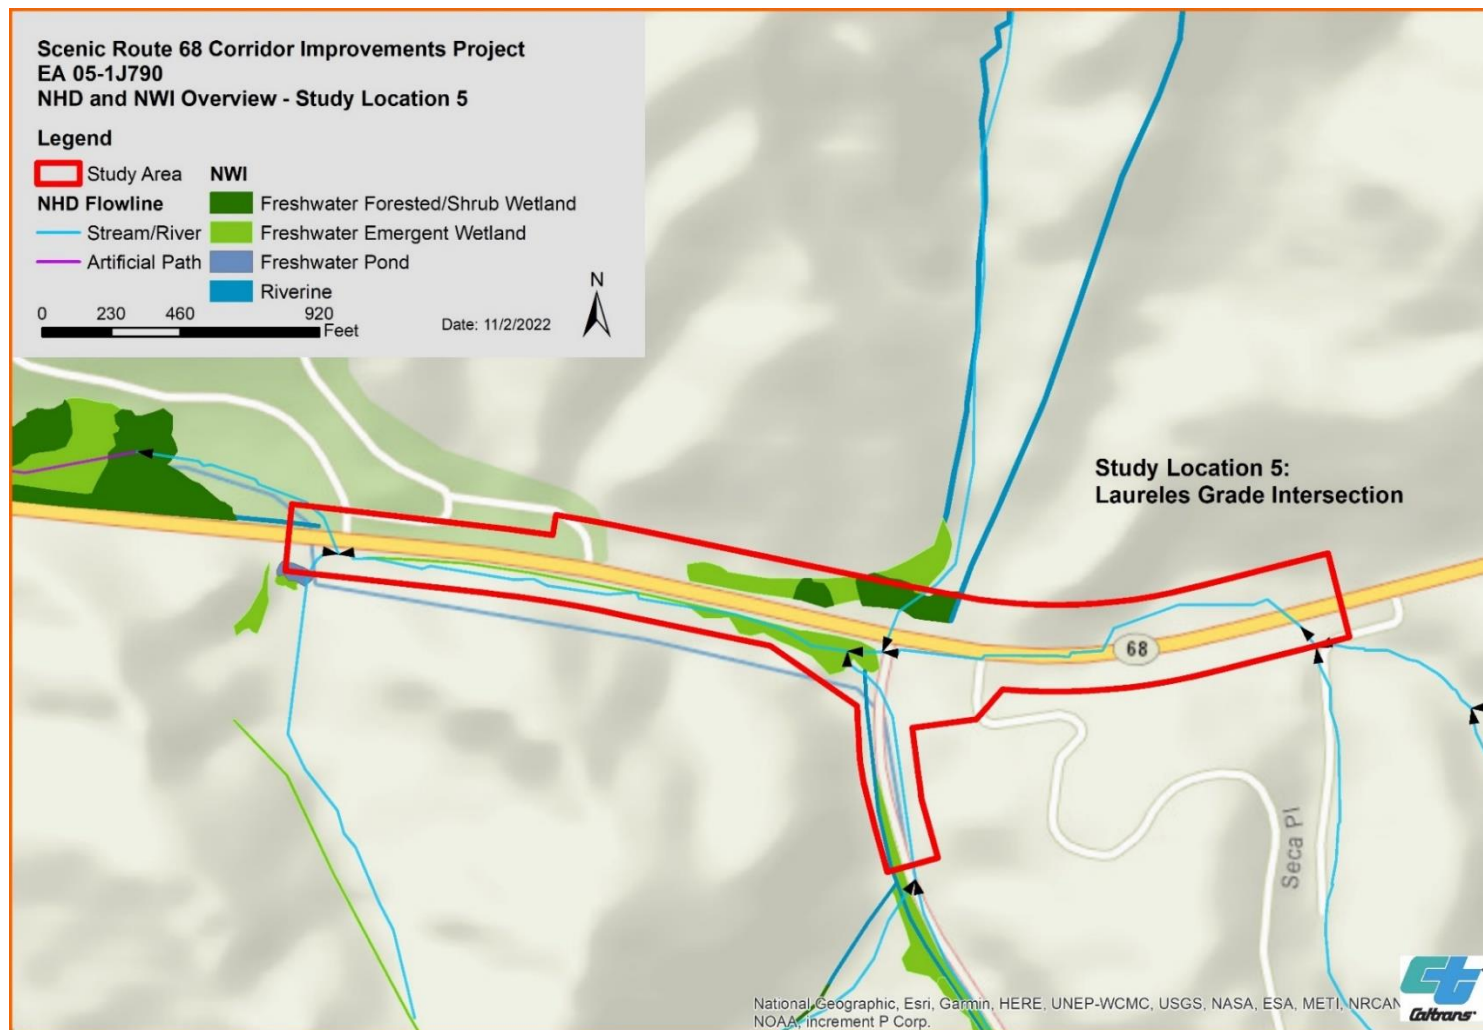 Scenic Route 68 Corridor Improvements Project
EA 05-1J790
NHD and NWI Overview - Study Location 5
Legend
Study Area
NHD Flowline
Stream/River
Artificial Path
NWI
Freshwater Forested/Shrub Wetland
Freshwater Emergent Wetland
Freshwater Pond
Riverine
0 230 460 920
Feet
Date: 11/2/2022
N
Study Location 5:
Laureles Grade Intersection
68
Seca Pl
National Geographic, Esri, Garmin, HERE, UNEP-WCMC, USGS, NASA, ESA, METI, NRCAN
NOAA, increment P Corp.
Caltrans